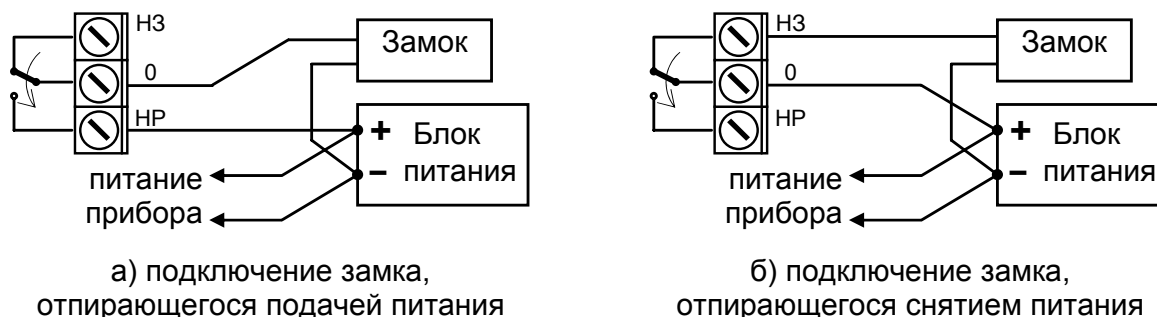 НЗ
0
НР
Замок
+ Блок
− питания
питание
прибора
а) подключение замка,
отпирающегося подачей питания
НЗ
0
НР
Замок
+ Блок
− питания
питание
прибора
б) подключение замка,
отпирающегося снятием питания